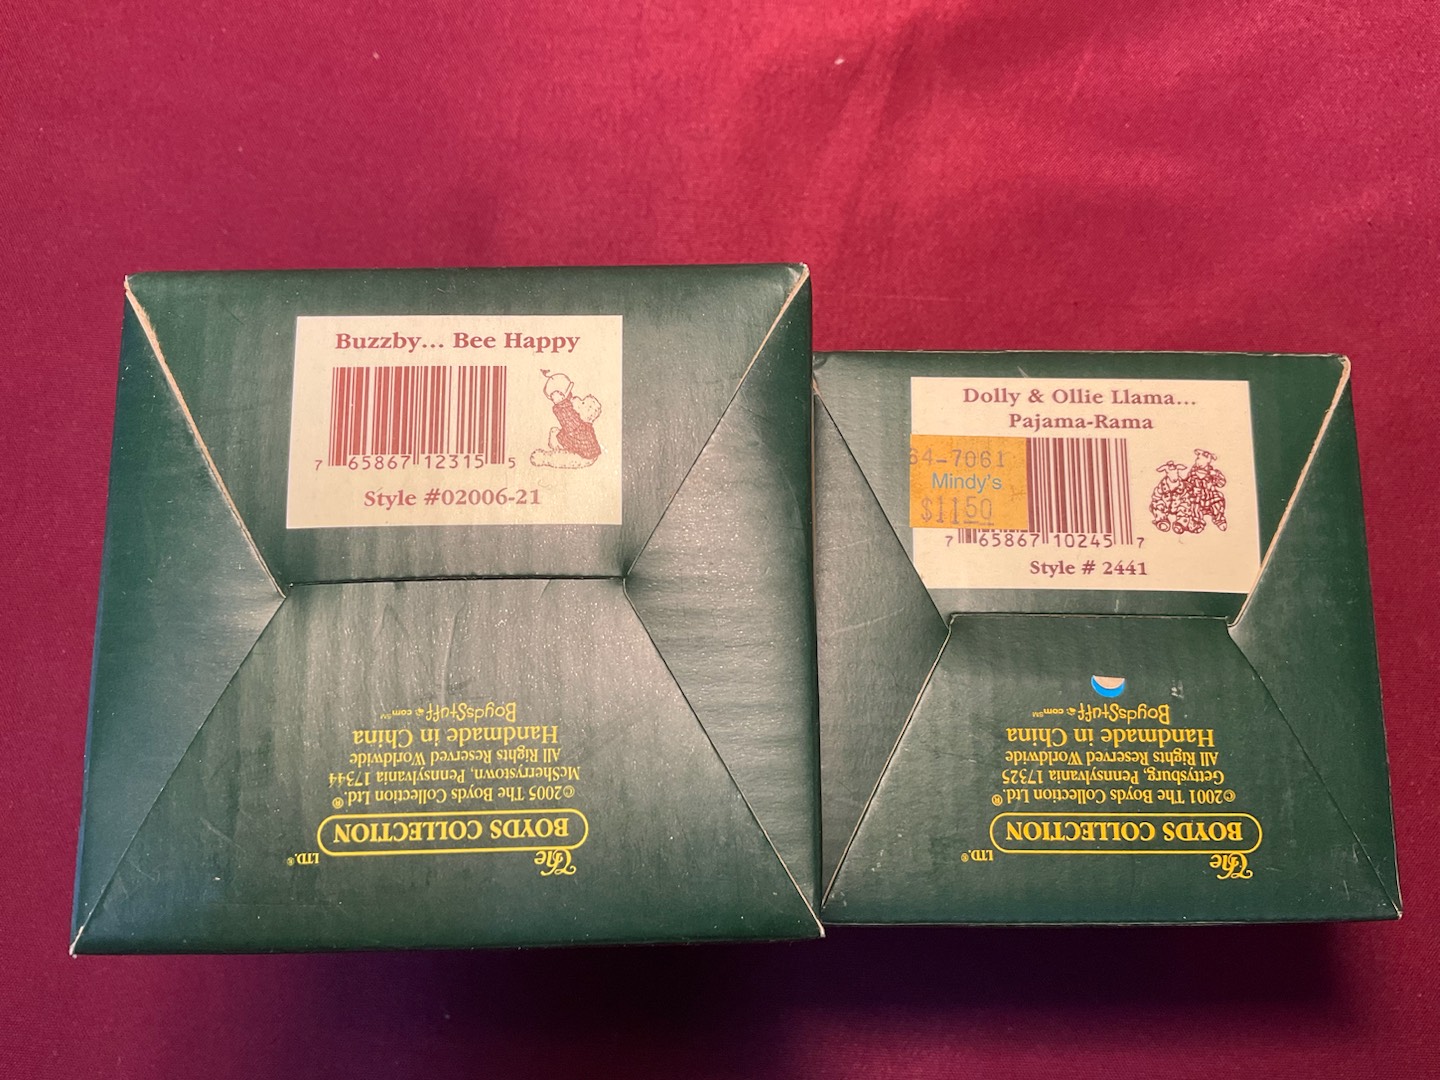 Buzzby... Bee Happy
7 65867 12315 5
Style #02006-21
The
BOYDS COLLECTION
LTD.®
©2005 The Boyds Collection Ltd.®
McSherrystown, Pennsylvania 17344
All Rights Reserved Worldwide
Handmade in China
BoydsStuff.com℠
Dolly & Ollie Llama...
Pajama-Rama
64-7061
Mindy's
$11.50
7 65867 10245 7
Style # 2441
The
BOYDS COLLECTION
LTD.®
©2001 The Boyds Collection Ltd.®
Gettysburg, Pennsylvania 17325
All Rights Reserved Worldwide
Handmade in China
BoydsStuff.com℠